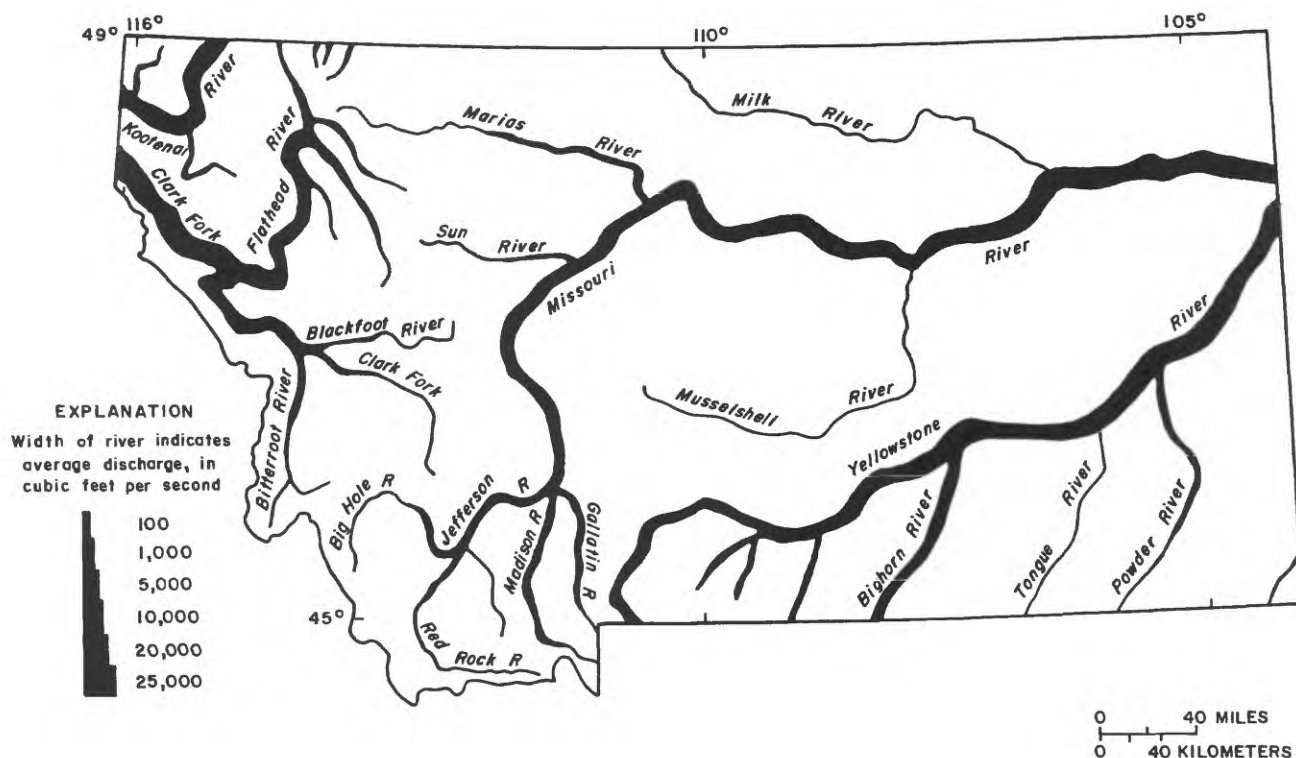 49° 116°
110°
105°
Kootenai
River
Clark Fork
Flathead
River
Marias
River
Milk
River
Sun
River
Missouri
River
Blackfoot
River
Clark Fork
Bitterroot
River
Musselshell
River
Yellowstone
River
Big Hole R
Jefferson
R
Madison R
Gallatin R
Red
Rock R
Bighorn
River
Tongue
River
Powder
River
45°
EXPLANATION
Width of river indicates
average discharge, in
cubic feet per second
100
1,000
5,000
10,000
20,000
25,000
0 40 MILES
0 40 KILOMETERS